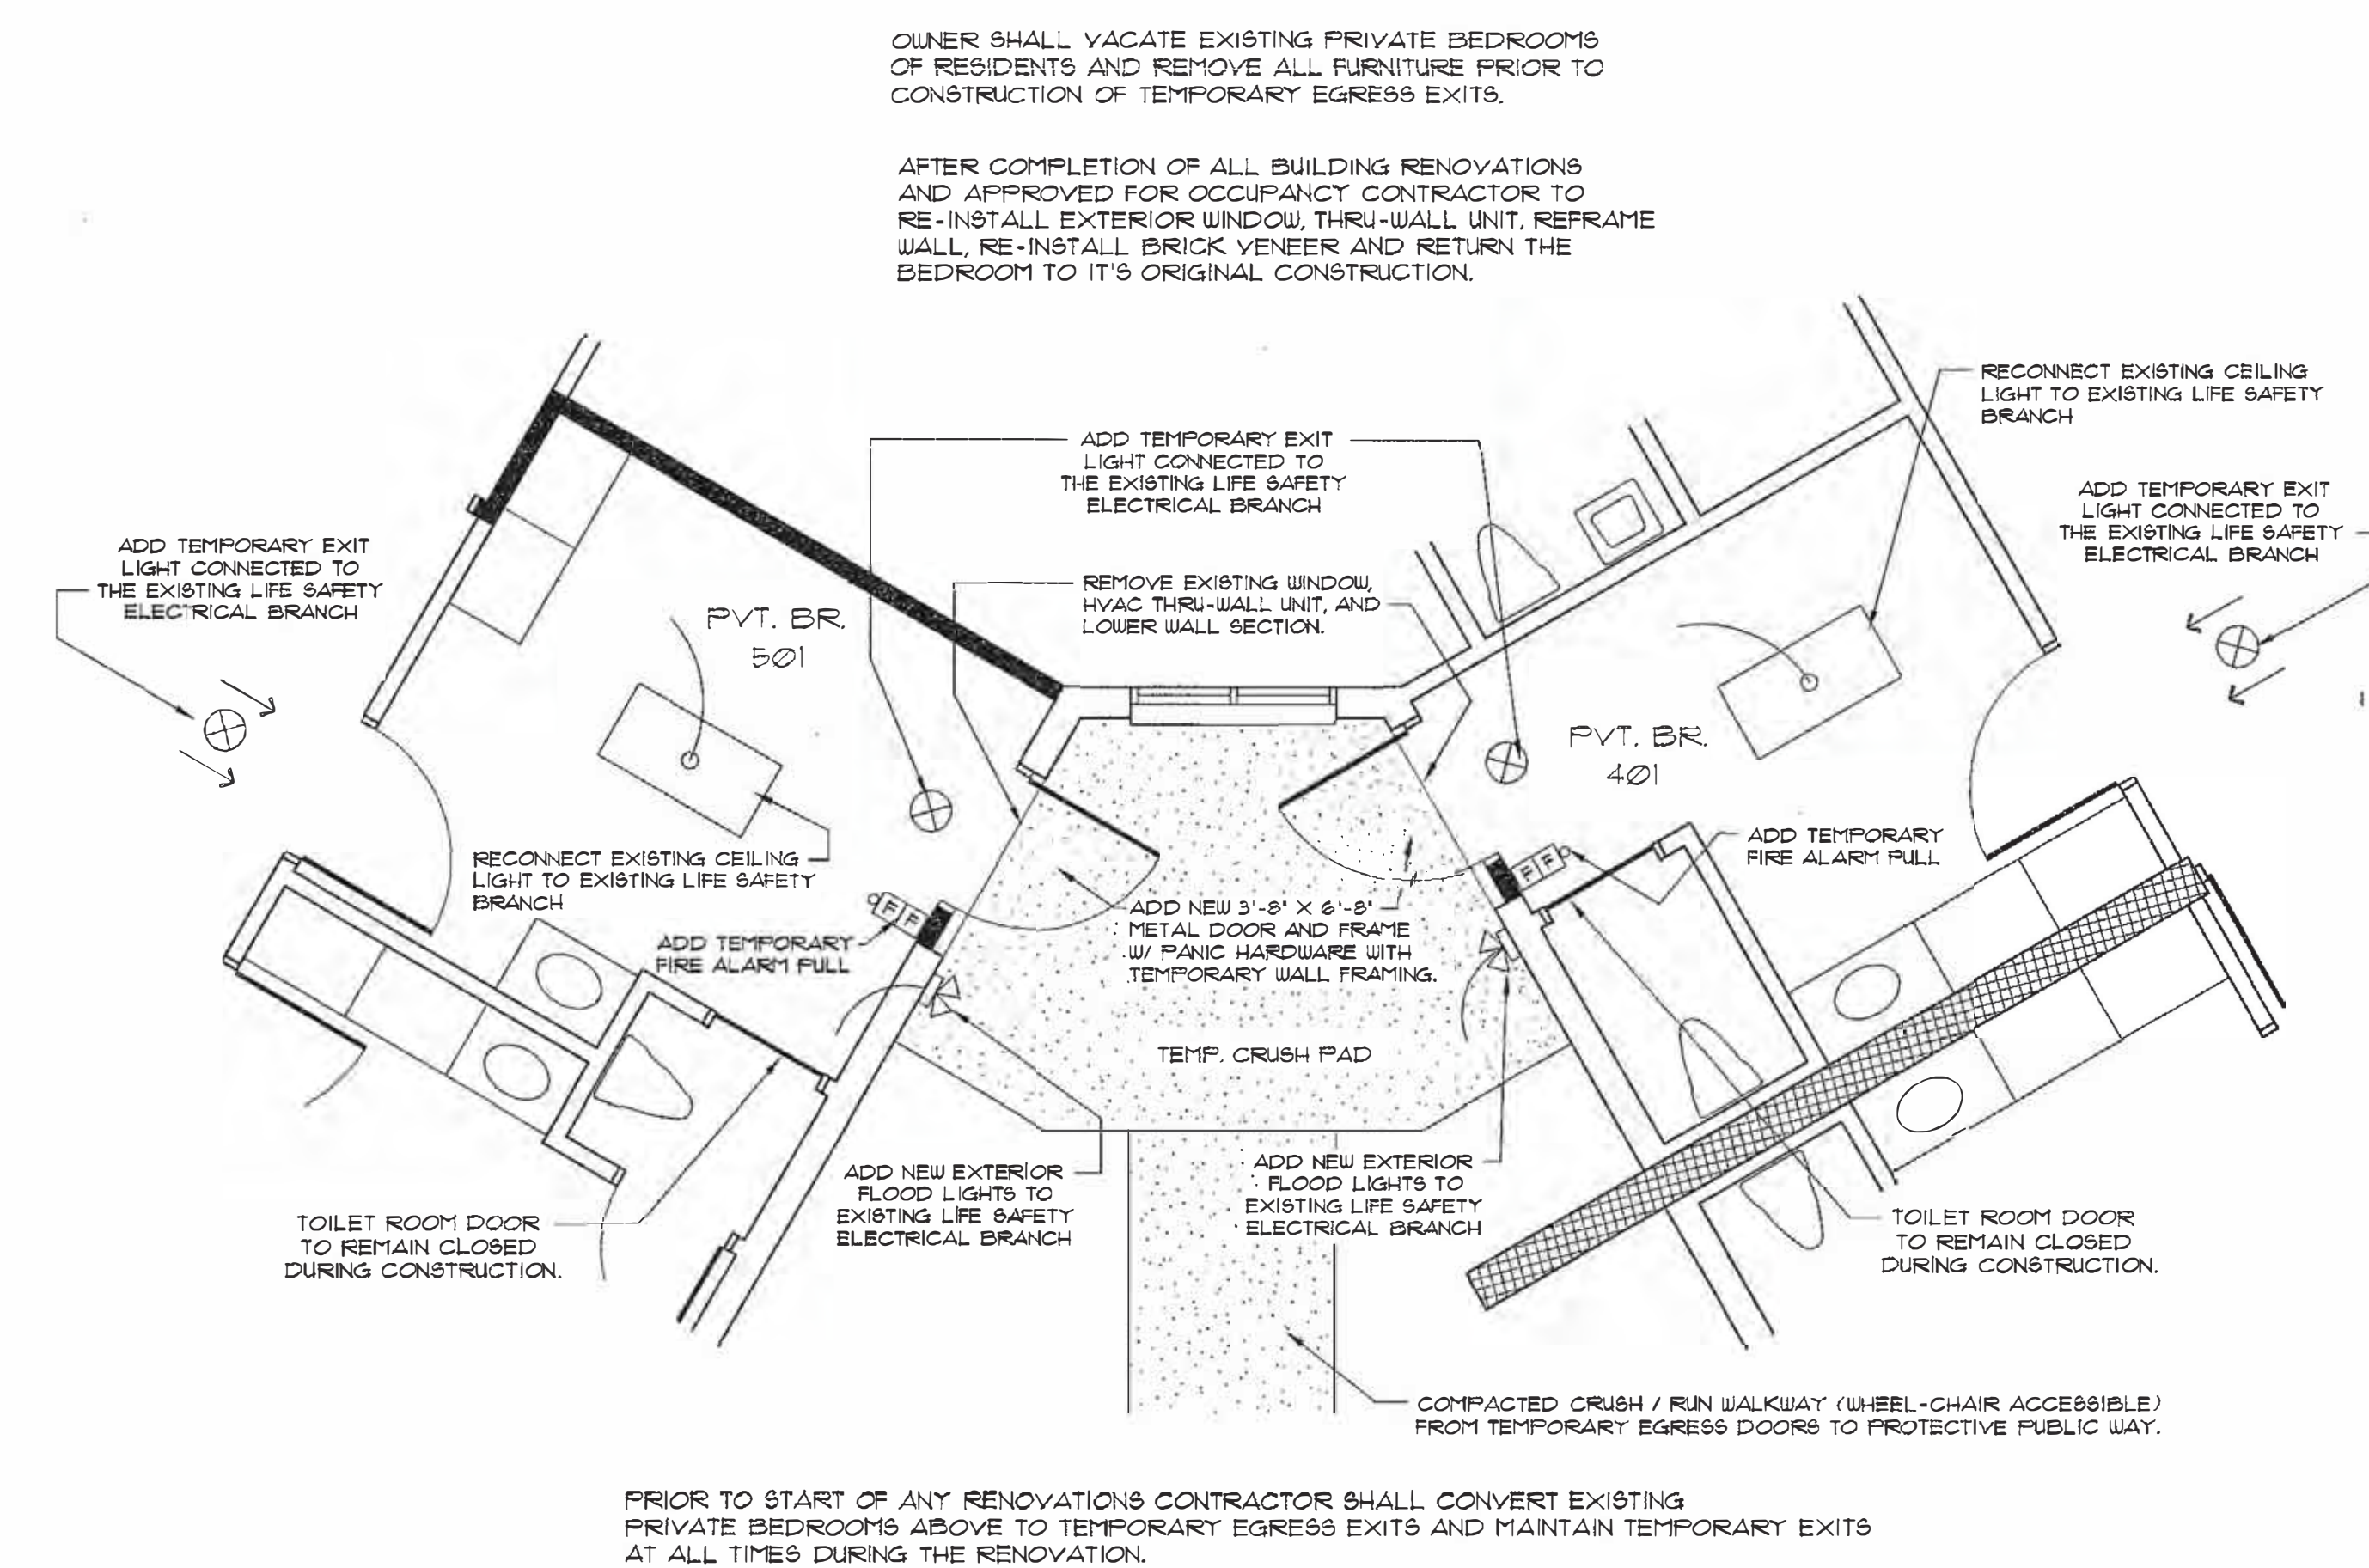 OWNER SHALL VACATE EXISTING PRIVATE BEDROOMS
OF RESIDENTS AND REMOVE ALL FURNITURE PRIOR TO
CONSTRUCTION OF TEMPORARY EGRESS EXITS.
AFTER COMPLETION OF ALL BUILDING RENOVATIONS
AND APPROVED FOR OCCUPANCY CONTRACTOR TO
RE-INSTALL EXTERIOR WINDOW, THRU-WALL UNIT, REFRAME
WALL, RE-INSTALL BRICK VENEER AND RETURN THE
BEDROOM TO IT'S ORIGINAL CONSTRUCTION.
RECONNECT EXISTING CEILING
LIGHT TO EXISTING LIFE SAFETY
BRANCH
ADD TEMPORARY EXIT
LIGHT CONNECTED TO
THE EXISTING LIFE SAFETY
ELECTRICAL BRANCH
ADD TEMPORARY EXIT
LIGHT CONNECTED TO
THE EXISTING LIFE SAFETY
ELECTRICAL BRANCH
ADD TEMPORARY EXIT
LIGHT CONNECTED TO
THE EXISTING LIFE SAFETY
ELECTRICAL BRANCH
REMOVE EXISTING WINDOW,
HVAC THRU-WALL UNIT, AND
LOWER WALL SECTION.
PVT. BR.
501
PVT. BR.
401
RECONNECT EXISTING CEILING
LIGHT TO EXISTING LIFE SAFETY
BRANCH
ADD TEMPORARY
FIRE ALARM PULL
F F
F F
ADD TEMPORARY
FIRE ALARM PULL
ADD NEW 3'-8" X 6'-8"
METAL DOOR AND FRAME
W/ PANIC HARDWARE WITH
TEMPORARY WALL FRAMING.
TEMP. CRUSH PAD
ADD NEW EXTERIOR
FLOOD LIGHTS TO
EXISTING LIFE SAFETY
ELECTRICAL BRANCH
ADD NEW EXTERIOR
FLOOD LIGHTS TO
EXISTING LIFE SAFETY
ELECTRICAL BRANCH
TOILET ROOM DOOR
TO REMAIN CLOSED
DURING CONSTRUCTION.
TOILET ROOM DOOR
TO REMAIN CLOSED
DURING CONSTRUCTION.
COMPACTED CRUSH / RUN WALKWAY (WHEEL-CHAIR ACCESSIBLE)
FROM TEMPORARY EGRESS DOORS TO PROTECTIVE PUBLIC WAY.
PRIOR TO START OF ANY RENOVATIONS CONTRACTOR SHALL CONVERT EXISTING
PRIVATE BEDROOMS ABOVE TO TEMPORARY EGRESS EXITS AND MAINTAIN TEMPORARY EXITS
AT ALL TIMES DURING THE RENOVATION.